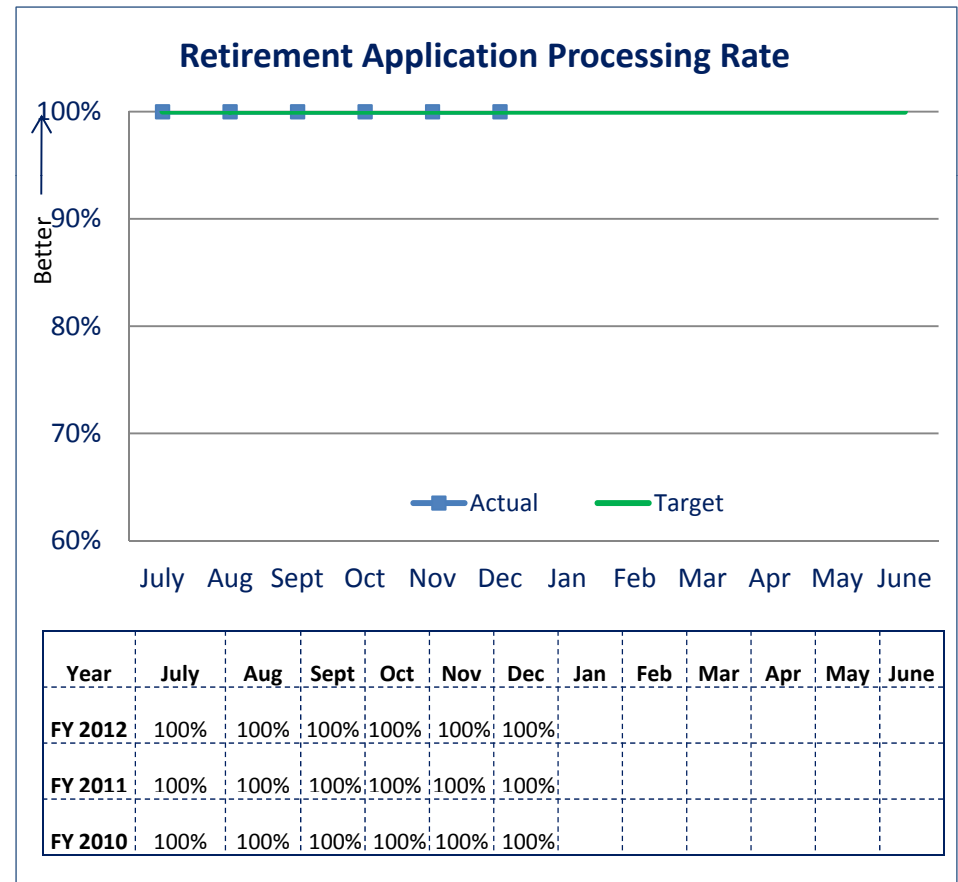 Retirement Application Processing Rate
100%
90%
80%
70%
60%
Better
Actual Target
July Aug Sept Oct Nov Dec Jan Feb Mar Apr May June
Year July Aug Sept Oct Nov Dec Jan Feb Mar Apr May June
FY 2012 100% 100% 100% 100% 100% 100%
FY 2011 100% 100% 100% 100% 100% 100%
FY 2010 100% 100% 100% 100% 100% 100%